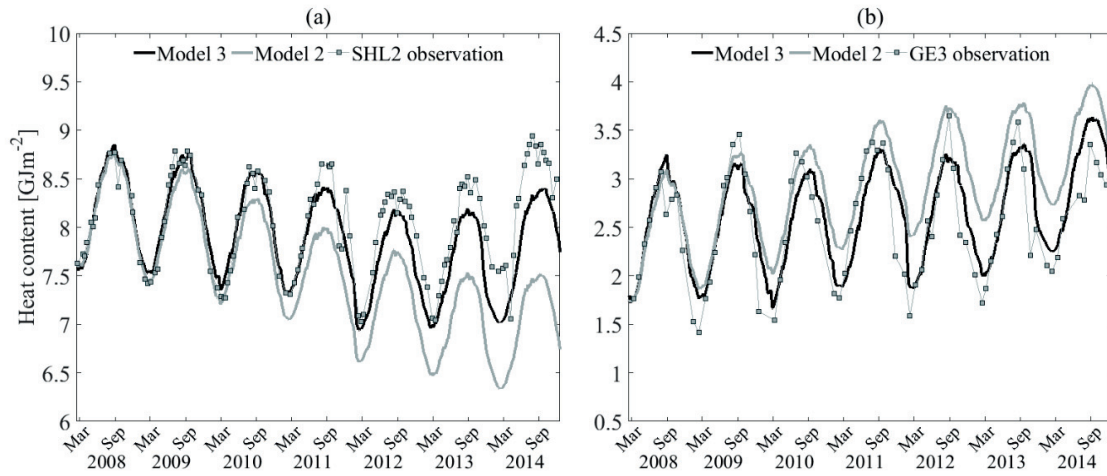 (a)
Model 3 Model 2 SHL2 observation
Heat content [GJm⁻²]
10
9.5
9
8.5
8
7.5
7
6.5
6
Mar Sep Mar Sep Mar Sep Mar Sep Mar Sep Mar Sep Mar Sep
2008 2009 2010 2011 2012 2013 2014
(b)
Model 3 Model 2 GE3 observation
4.5
4
3.5
3
2.5
2
1.5
1
0.5
Mar Sep Mar Sep Mar Sep Mar Sep Mar Sep Mar Sep Mar Sep
2008 2009 2010 2011 2012 2013 2014